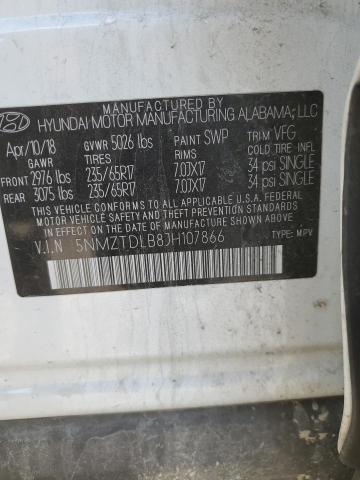 MANUFACTURED BY
HYUNDAI MOTOR MANUFACTURING ALABAMA, LLC
Apr/10/18 GVWR 5026 lbs PAINT SWP TRIM VFG
GAWR TIRES RIMS COLD TIRE INFL
FRONT 2976 lbs 235/65R17 7.0JX17 34 psi SINGLE
REAR 3075 lbs 235/65R17 7.0JX17 34 psi SINGLE
THIS VEHICLE CONFORMS TO ALL APPLICABLE U.S.A. FEDERAL MOTOR VEHICLE
SAFETY AND THEFT PREVENTION STANDARDS IN EFFECT ON THE DATE OF MANUFACTURE SHOWN ABOVE.
V.I.N 5NMZTDLB8JH107866
TYPE: MPV